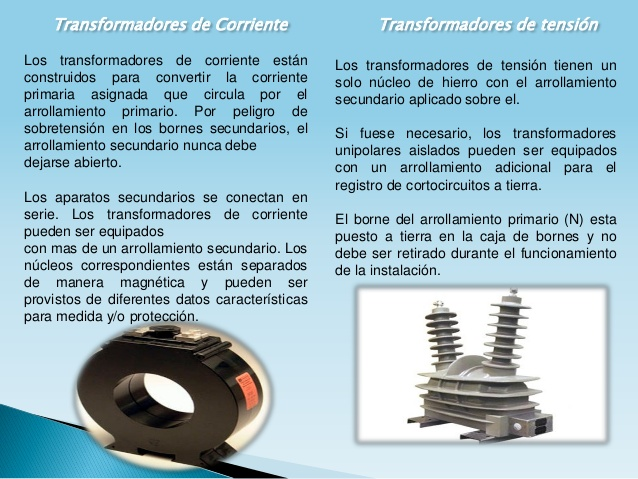 Transformadores de Corriente
Los transformadores de corriente están
construidos para convertir la corriente
primaria asignada que circula por el
arrollamiento primario. Por peligro de
sobretensión en los bornes secundarios, el
arrollamiento secundario nunca debe
dejarse abierto.
Los aparatos secundarios se conectan en
serie. Los transformadores de corriente
pueden ser equipados
con mas de un arrollamiento secundario. Los
núcleos correspondientes están separados
de manera magnética y pueden ser
provistos de diferentes datos característicos
para medida y/o protección.
Transformadores de tensión
Los transformadores de tensión tienen un
solo núcleo de hierro con el arrollamiento
secundario aplicado sobre el.
Si fuese necesario, los transformadores
unipolares aislados pueden ser equipados
con un arrollamiento adicional para el
registro de cortocircuitos a tierra.
El borne del arrollamiento primario (N) esta
puesto a tierra en la caja de bornes y no
debe ser retirado durante el funcionamiento
de la instalación.